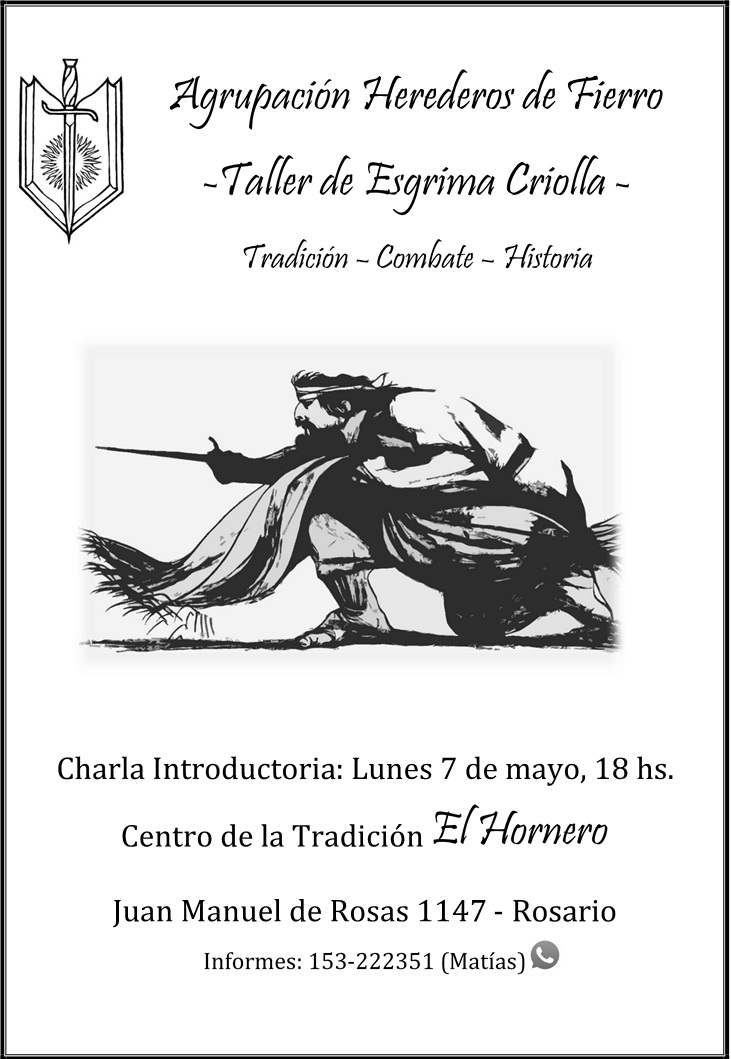 Agrupación Herederos de Fierro
~Taller de Esgrima Criolla ~
Tradición ~ Combate ~ Historia
Charla Introductoria: Lunes 7 de mayo, 18 hs.
Centro de la Tradición El Hornero
Juan Manuel de Rosas 1147 - Rosario
Informes: 153-222351 (Matías)